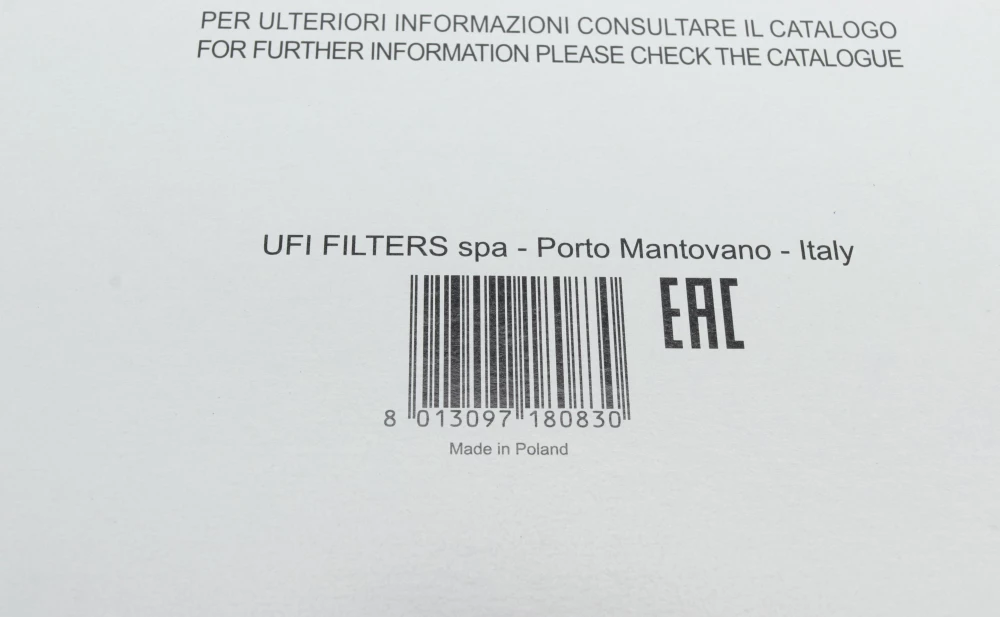 PER ULTERIORI INFORMAZIONI CONSULTARE IL CATALOGO
FOR FURTHER INFORMATION PLEASE CHECK THE CATALOGUE
UFI FILTERS spa - Porto Mantovano - Italy
EAC
8 013097 180830
Made in Poland